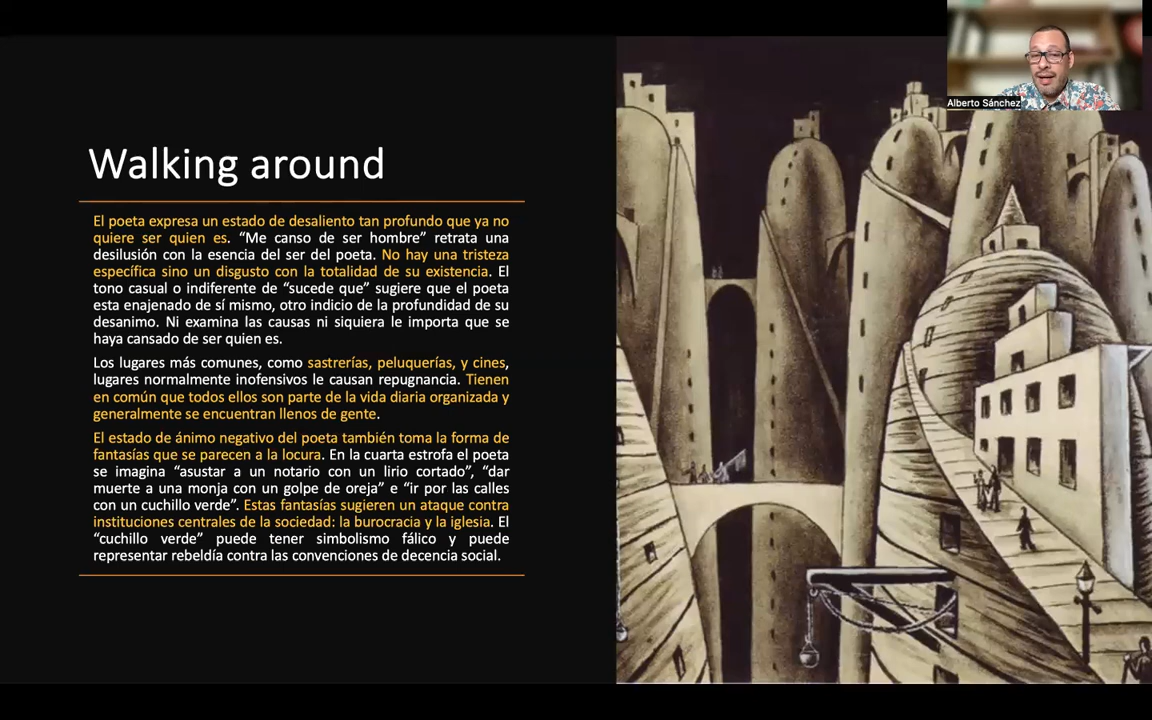 Alberto Sánchez
Walking around
El poeta expresa un estado de desaliento tan profundo que ya no
quiere ser quien es. “Me canso de ser hombre” retrata una
desilusión con la esencia del ser del poeta. No hay una tristeza
específica sino un disgusto con la totalidad de su existencia. El
tono casual o indiferente de “sucede que” sugiere que el poeta
esta enajenado de sí mismo, otro indicio de la profundidad de su
desanimo. Ni examina las causas ni siquiera le importa que se
haya cansado de ser quien es.
Los lugares más comunes, como sastrerías, peluquerías, y cines,
lugares normalmente inofensivos le causan repugnancia. Tienen
en común que todos ellos son parte de la vida diaria organizada y
generalmente se encuentran llenos de gente.
El estado de ánimo negativo del poeta también toma la forma de
fantasías que se parecen a la locura. En la cuarta estrofa el poeta
se imagina “asustar a un notario con un lirio cortado”, “dar
muerte a una monja con un golpe de oreja” e “ir por las calles
con un cuchillo verde”. Estas fantasías sugieren un ataque contra
instituciones centrales de la sociedad: la burocracia y la iglesia. El
“cuchillo verde” puede tener simbolismo fálico y puede
representar rebeldía contra las convenciones de decencia social.